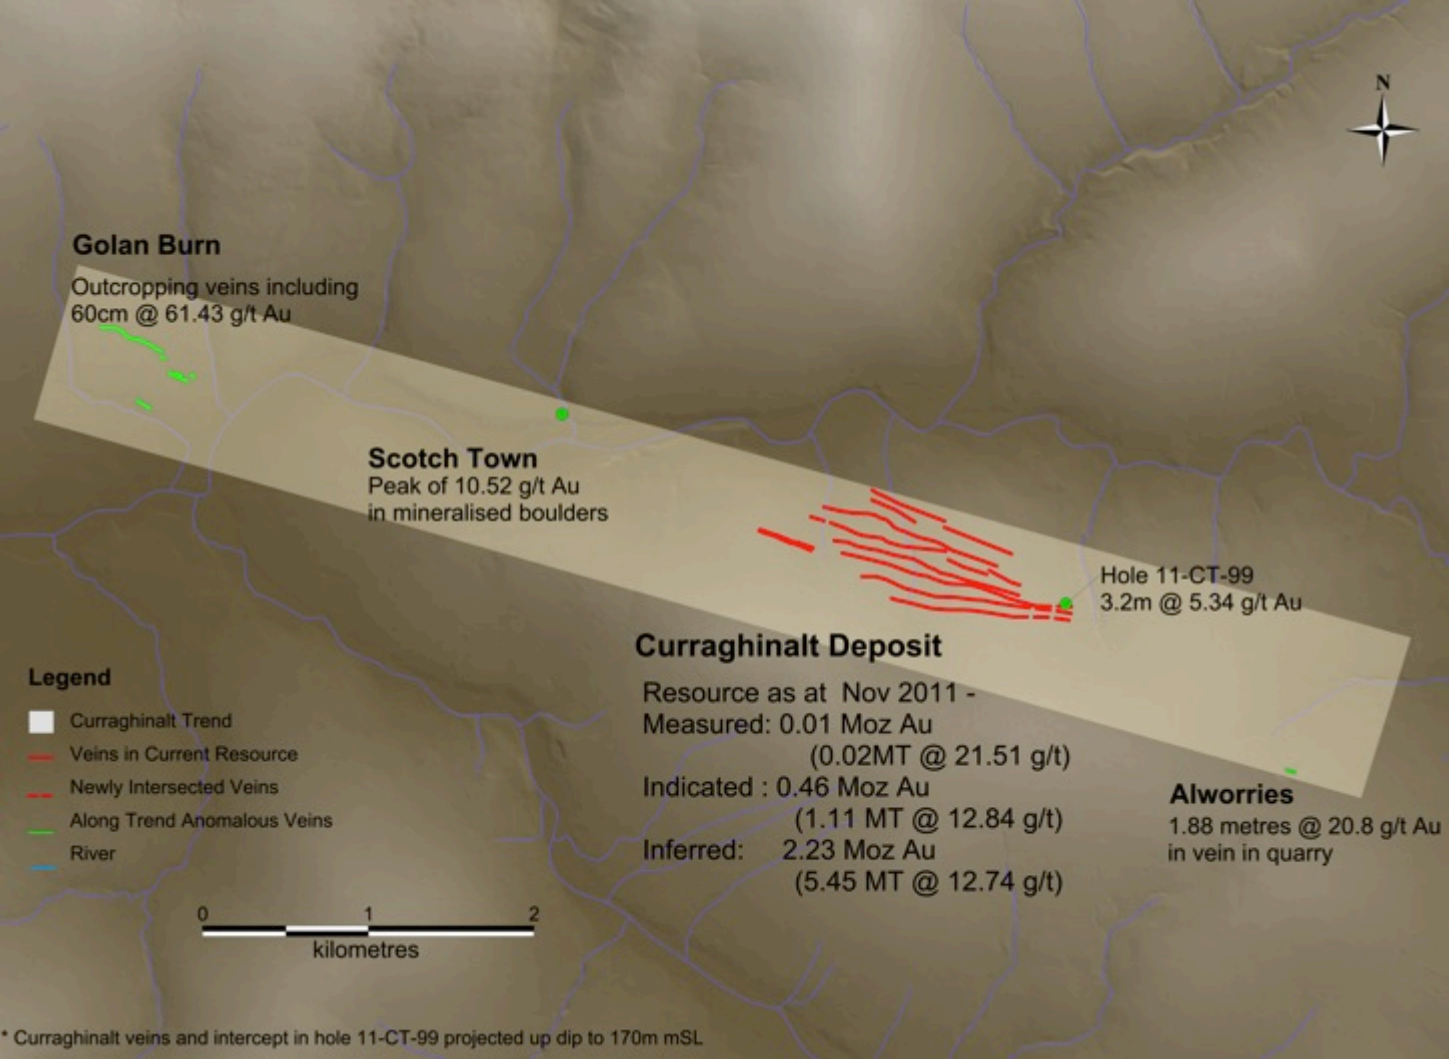 N
Golan Burn
Outcropping veins including
60cm @ 61.43 g/t Au
Scotch Town
Peak of 10.52 g/t Au
in mineralised boulders
Hole 11-CT-99
3.2m @ 5.34 g/t Au
Curraghinalt Deposit
Resource as at Nov 2011 -
Measured: 0.01 Moz Au
(0.02MT @ 21.51 g/t)
Indicated : 0.46 Moz Au
(1.11 MT @ 12.84 g/t)
Inferred: 2.23 Moz Au
(5.45 MT @ 12.74 g/t)
Alworries
1.88 metres @ 20.8 g/t Au
in vein in quarry
Legend
Curraghinalt Trend
Veins in Current Resource
Newly Intersected Veins
Along Trend Anomalous Veins
River
0 1 2
kilometres
* Curraghinalt veins and intercept in hole 11-CT-99 projected up dip to 170m mSL